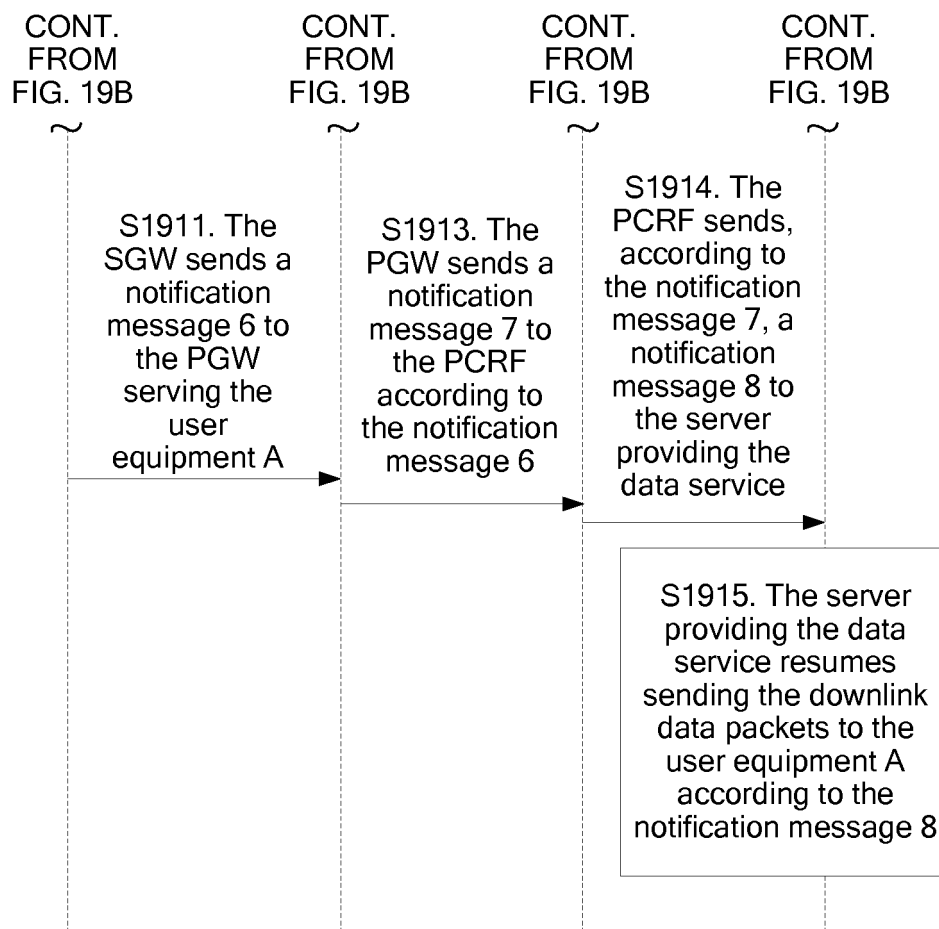 CONT.
FROM
FIG. 19B
CONT.
FROM
FIG. 19B
CONT.
FROM
FIG. 19B
CONT.
FROM
FIG. 19B
S1911. The
SGW sends a
notification
message 6 to
the PGW
serving the
user
equipment A
S1913. The
PGW sends a
notification
message 7 to
the PCRF
according to
the notification
message 6
S1914. The
PCRF sends,
according to
the notification
message 7, a
notification
message 8 to
the server
providing the
data service
S1915. The server
providing the data
service resumes
sending the downlink
data packets to the
user equipment A
according to the
notification message 8